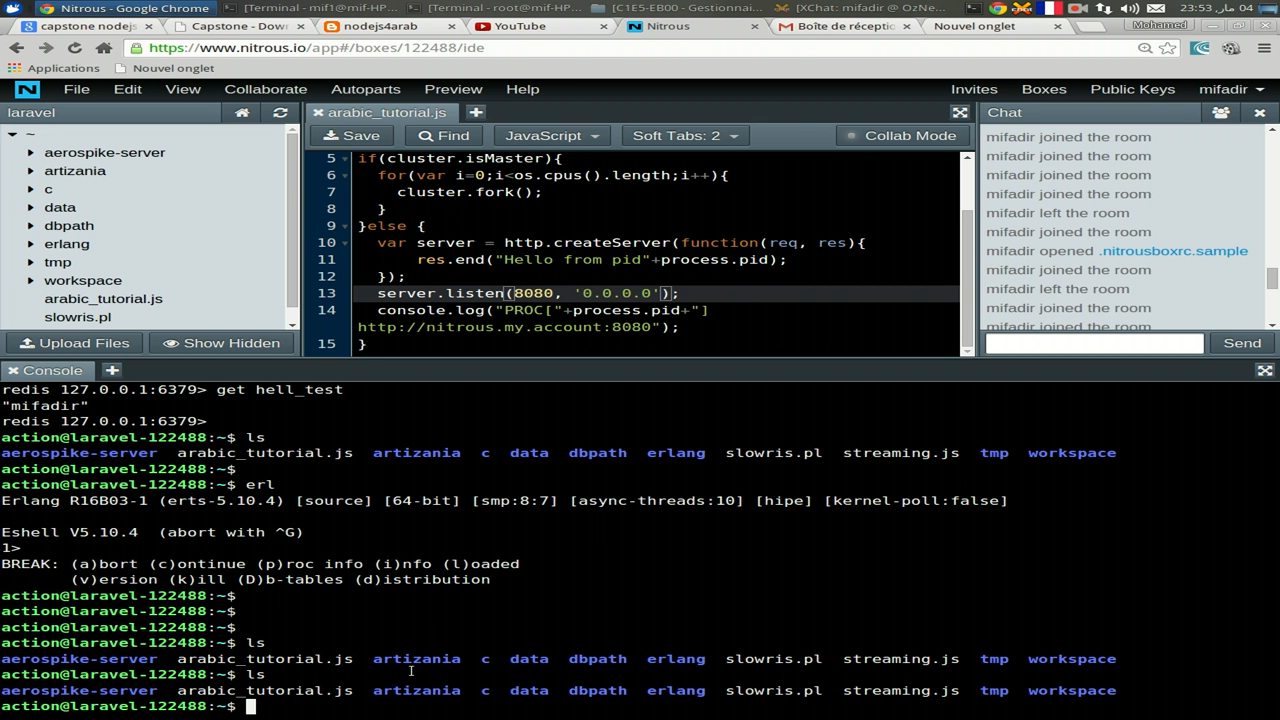 Nitrous - Google Chrome
[Terminal - mif1@mif-HP...
[Terminal - root@mif-HP...
[C1E5-EB00 - Gestionnai...
[XChat: mifadir @ OzNe...
23:53 مار, 04
capstone nodejs
Capstone - Dow
nodejs4arab
YouTube
Nitrous
Boîte de réceptio
Nouvel onglet
Mohamed
https://www.nitrous.io/app#/boxes/122488/ide
Applications
Nouvel onglet
N File Edit View Collaborate Autoparts Preview Help
Invites Boxes Public Keys mifadir
laravel
~
aerospike-server
artizania
c
data
dbpath
erlang
tmp
workspace
arabic_tutorial.js
slowris.pl
Upload Files
Show Hidden
arabic_tutorial.js
Save Find JavaScript Soft Tabs: 2 Collab Mode
5 if(cluster.isMaster){
6 for(var i=0;i<os.cpus().length;i++){
7 cluster.fork();
8 }
9 }else {
10 var server = http.createServer(function(req, res){
11 res.end("Hello from pid"+process.pid);
12 });
13 server.listen(8080, '0.0.0.0');
14 console.log("PROC["+process.pid+"]
http://nitrous.my.account:8080");
15 }
Chat
mifadir joined the room
mifadir joined the room
mifadir joined the room
mifadir joined the room
mifadir left the room
mifadir joined the room
mifadir opened .nitrousboxrc.sample
mifadir joined the room
mifadir left the room
mifadir joined the room
mifadir joined the room
Send
Console
redis 127.0.0.1:6379> get hell_test
"mifadir"
redis 127.0.0.1:6379>
action@laravel-122488:~$ ls
aerospike-server arabic_tutorial.js artizania c data dbpath erlang slowris.pl streaming.js tmp workspace
action@laravel-122488:~$
action@laravel-122488:~$ erl
Erlang R16B03-1 (erts-5.10.4) [source] [64-bit] [smp:8:7] [async-threads:10] [hipe] [kernel-poll:false]
Eshell V5.10.4 (abort with ^G)
1>
BREAK: (a)bort (c)ontinue (p)roc info (i)nfo (l)oaded
(v)ersion (k)ill (D)b-tables (d)istribution
action@laravel-122488:~$
action@laravel-122488:~$
action@laravel-122488:~$
action@laravel-122488:~$ ls
aerospike-server arabic_tutorial.js artizania c data dbpath erlang slowris.pl streaming.js tmp workspace
action@laravel-122488:~$ ls
aerospike-server arabic_tutorial.js artizania c data dbpath erlang slowris.pl streaming.js tmp workspace
action@laravel-122488:~$